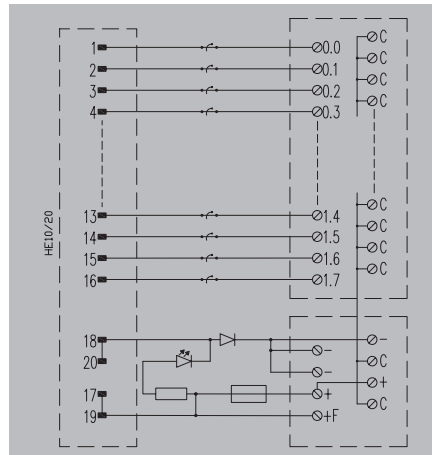 1 0.0 C
2 0.1 C
3 0.2 C
4 0.3 C
HE10/20
13 1.4 C
14 1.5 C
15 1.6 C
16 1.7 C
18 -
- 
20 C
- +
17 +
C
19 +F